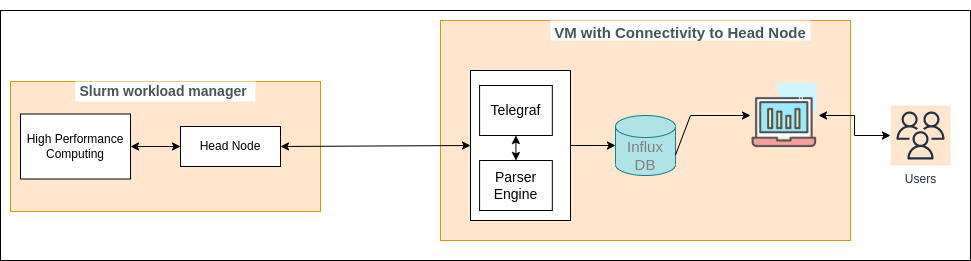 VM with Connectivity to Head Node
Slurm workload manager
High Performance
Computing
Head Node
Telegraf
Parser
Engine
Influx
DB
Users